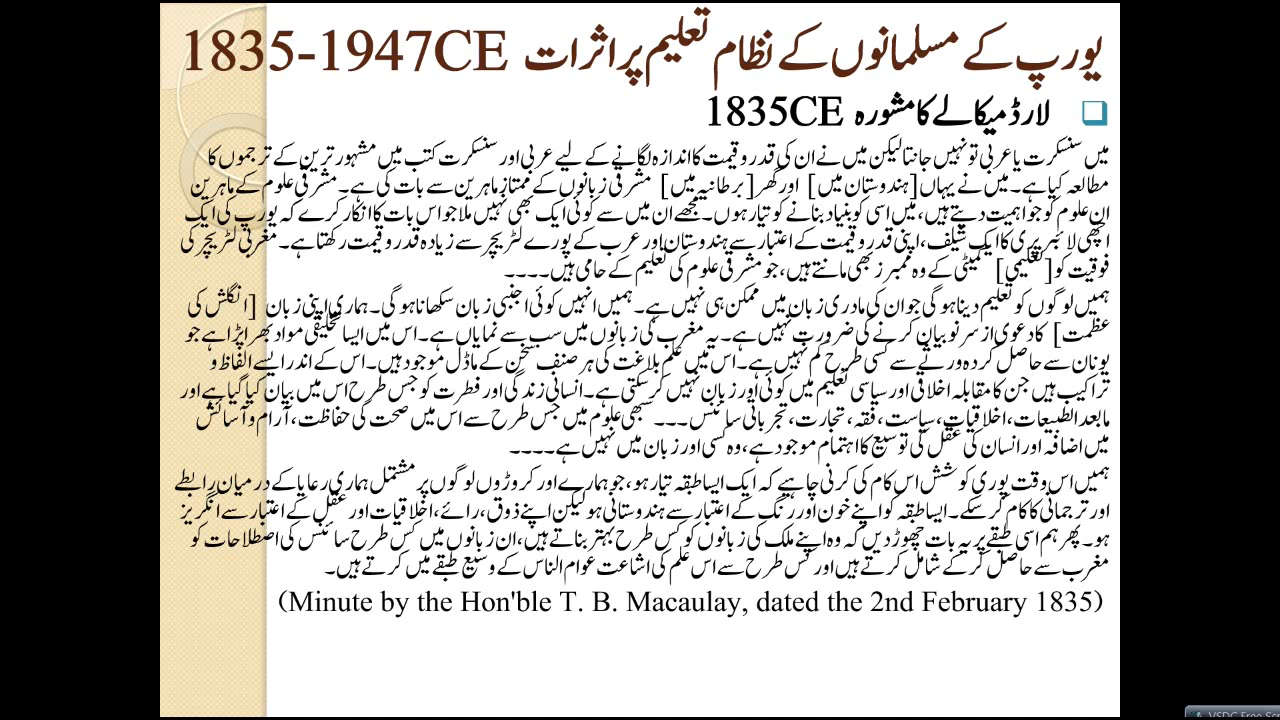 یورپ کے مسلمانوں کے نظام تعلیم پر اثرات 1835-1947CE
لارڈ میکالے کا مشورہ 1835CE
میں سنسکرت یا عربی تو نہیں جانتا لیکن میں نے ان کی قدر و قیمت کا اندازہ لگانے کے لیے عربی اور سنسکرت کتب میں مشہور ترین کے ترجموں کا
مطالعہ کیا ہے۔ میں نے یہاں [ہندوستان میں] اور گھر [برطانیہ میں] مشرقی زبانوں کے ممتاز ماہرین سے بات کی ہے۔ مشرقی علوم کے ماہرین
ان علوم کو جو اہمیت دیتے ہیں، میں اسی کو بنیاد بنانے کو تیار ہوں۔ مجھے ان میں سے کوئی ایک بھی نہیں ملا جو اس بات کا انکار کرے کہ یورپ کی ایک
اچھی لائبریری کا ایک شیلف، اپنی قدر و قیمت کے اعتبار سے ہندوستان اور عرب کے پورے لٹریچر سے زیادہ قدر و قیمت رکھتا ہے۔ مغربی لٹریچر کی
فوقیت کو [تعلیمی] کمیٹی کے وہ ممبرز بھی مانتے ہیں، جو مشرقی علوم کی تعلیم کے حامی ہیں۔۔۔۔
ہمیں لوگوں کو تعلیم دینا ہو گی جو ان کی مادری زبان میں ممکن ہی نہیں ہے۔ ہمیں انہیں کوئی اجنبی زبان سکھانا ہو گی۔ ہماری اپنی زبان [انگلش کی
عظمت] کا دعوی از سر نو بیان کرنے کی ضرورت نہیں ہے۔ یہ مغرب کی زبانوں میں سب سے نمایاں ہے۔ اس میں ایسا تخلیقی مواد بھرا پڑا ہے جو
یونان سے حاصل کردہ ورثے سے کسی طرح کم نہیں ہے۔ اس میں علم بلاغت کی ہر صنف سخن کے ماڈل موجود ہیں۔ اس کے اندر ایسے الفاظ و
تراکیب ہیں جن کا مقابلہ اخلاقی اور سیاسی تعلیم میں کوئی اور زبان نہیں کر سکتی ہے۔ انسانی زندگی اور فطرت کو جس طرح اس میں بیان کیا گیا ہے اور
مابعد الطبیعات، اخلاقیات، سیاست، فقہ، تجارت، تجرباتی سائنس ۔۔۔ سبھی علوم میں جس طرح سے اس میں صحت کی حفاظت، آرام و آسائش
میں اضافہ اور انسان کی عقل کی توسیع کا اہتمام موجود ہے، وہ کسی اور زبان میں نہیں ہے۔۔۔۔
ہمیں اس وقت پوری کوشش اس کام کی کرنی چاہیے کہ ایک ایسا طبقہ تیار ہو، جو ہمارے اور کروڑوں لوگوں پر مشتمل ہماری رعایا کے درمیان رابطے
اور ترجمانی کا کام کر سکے۔ ایسا طبقہ کو اپنے خون اور رنگ کے اعتبار سے ہندوستانی ہو لیکن اپنے ذوق، رائے، اخلاقیات اور عقل کے اعتبار سے انگریز
ہو۔ پھر ہم اسی طبقے پر یہ بات چھوڑ دیں کہ وہ اپنے ملک کی زبانوں کو کس طرح بہتر بناتے ہیں، ان زبانوں میں کس طرح سائنس کی اصطلاحات کو
مغرب سے حاصل کر کے شامل کرتے ہیں اور کس طرح سے اس علم کی اشاعت عوام الناس کے وسیع طبقے میں کرتے ہیں۔
(Minute by the Hon'ble T. B. Macaulay, dated the 2nd February 1835)